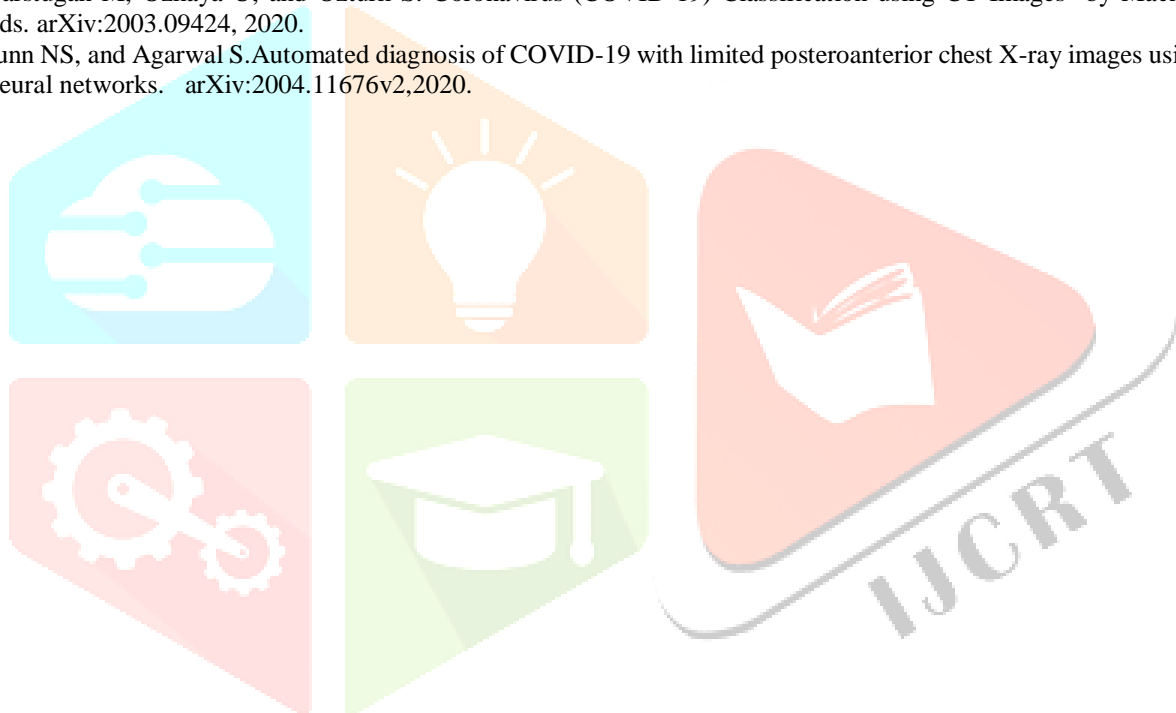 ds. arXiv:2003.09424, 2020.
unn NS, and Agarwal S.Automated diagnosis of COVID-19 with limited posteroanterior chest X-ray images usi
eural networks. arXiv:2004.11676v2,2020.
IJCRT